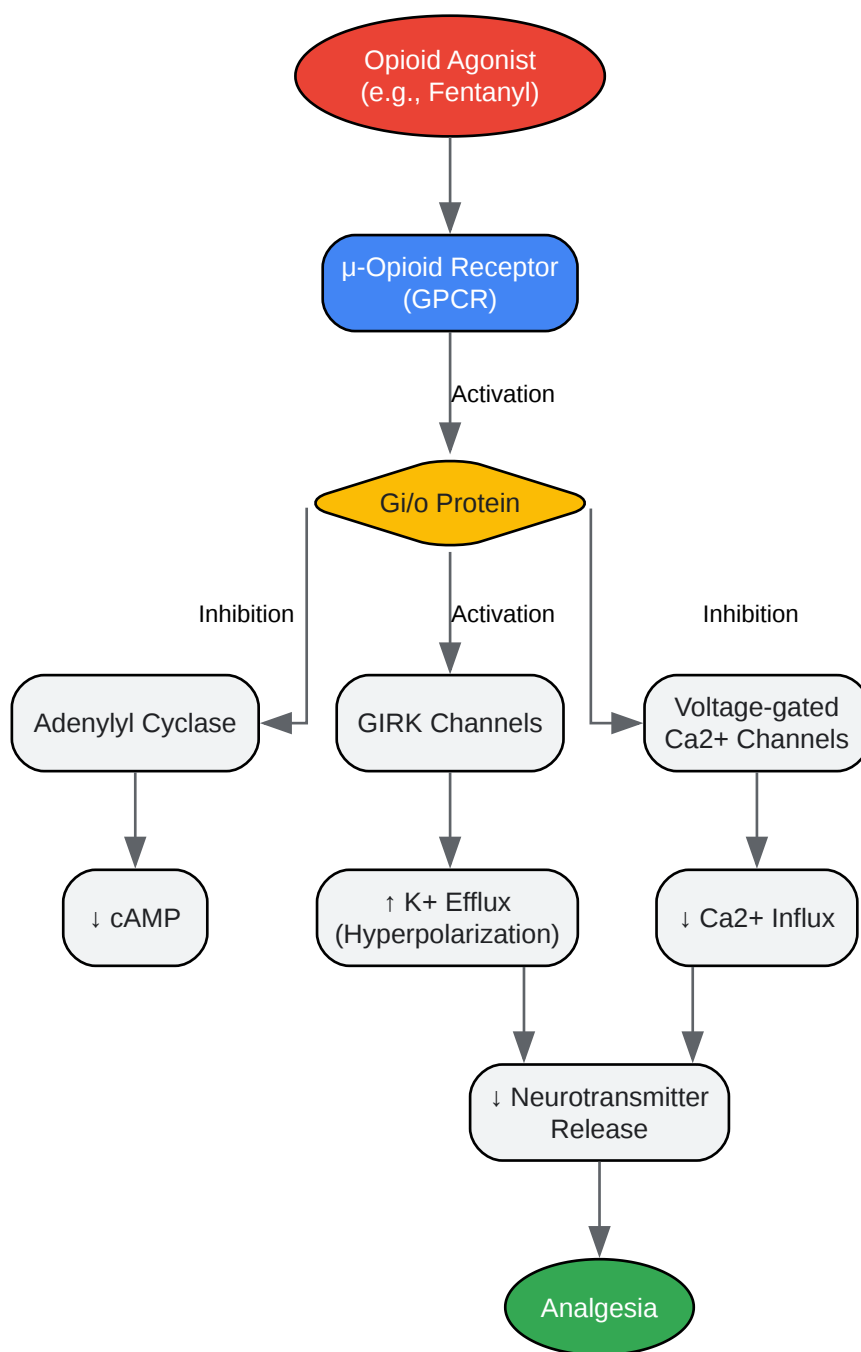 Opioid Agonist
(e.g., Fentanyl)
μ-Opioid Receptor
(GPCR)
Activation
Gi/o Protein
Inhibition
Activation
Inhibition
Adenylyl Cyclase
GIRK Channels
Voltage-gated
Ca2+ Channels
↓ cAMP
↑ K+ Efflux
(Hyperpolarization)
↓ Ca2+ Influx
↓ Neurotransmitter
Release
Analgesia